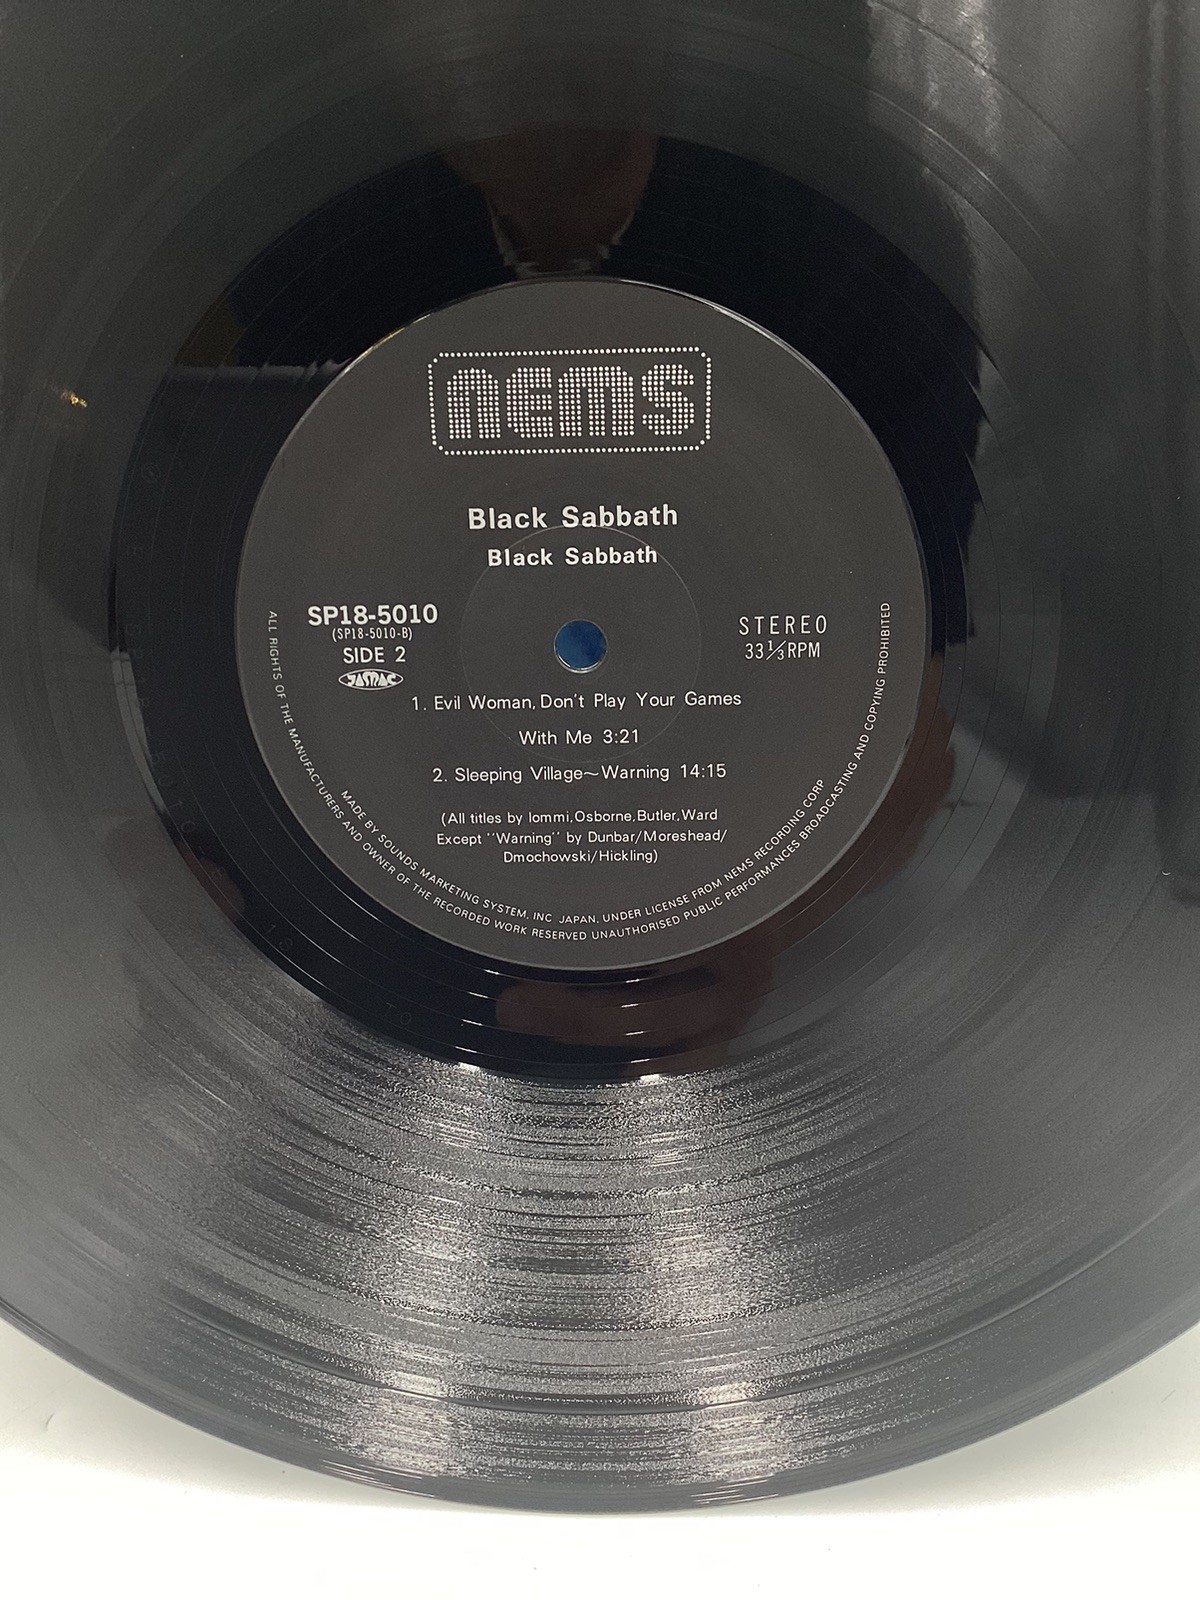 nems
Black Sabbath
Black Sabbath
SP18-5010
(SP18-5010-B)
SIDE 2
JASRAC
STEREO
33⅓RPM
1. Evil Woman, Don't Play Your Games
With Me 3:21
2. Sleeping Village~Warning 14:15
(All titles by Iommi, Osborne, Butler, Ward
Except "Warning" by Dunbar/Moreshead/
Dmochowski/Hickling)
MADE BY SOUNDS MARKETING SYSTEM, INC JAPAN, UNDER LICENSE FROM NEMS RECORDING CORP
ALL RIGHTS OF THE MANUFACTURERS AND OWNER OF THE RECORDED WORK RESERVED UNAUTHORISED PUBLIC PERFORMANCES BROADCASTING AND COPYING PROHIBITED